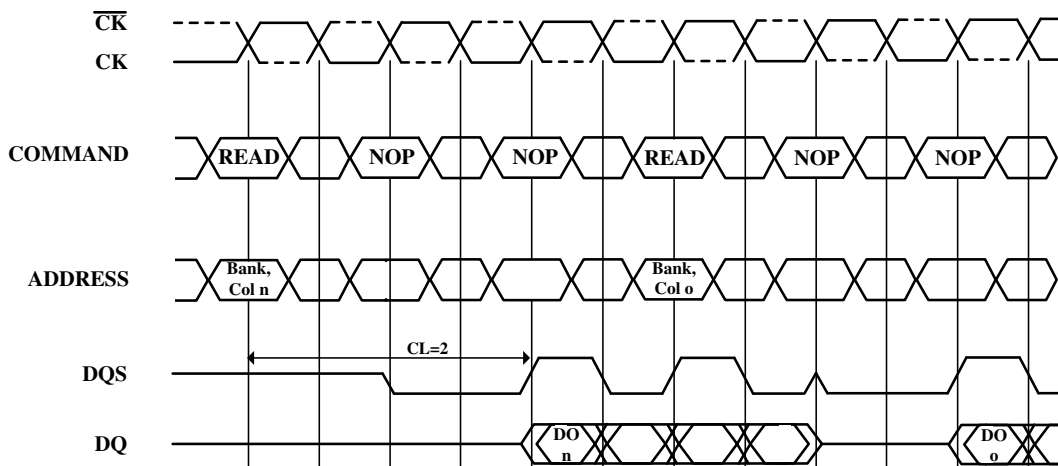 CK
CK
COMMAND READ NOP NOP READ NOP NOP
ADDRESS Bank, Col n Bank, Col o
CL=2
DQS
DQ DO n DO o